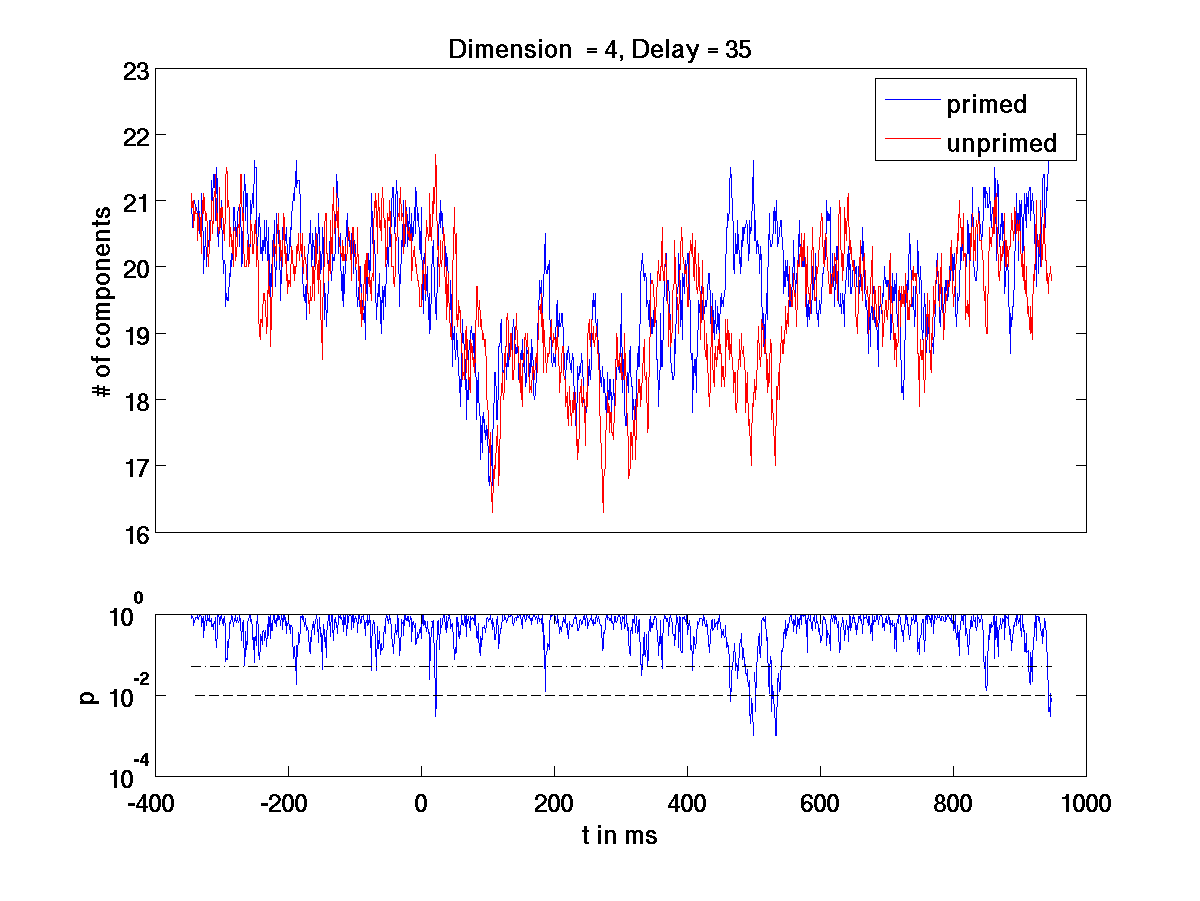 Dimension  = 4, Delay = 35
23
22
21
20
19
18
17
16
# of components
primed
unprimed
10^0
10^-2
10^-4
p
-400 -200 0 200 400 600 800 1000
t in ms